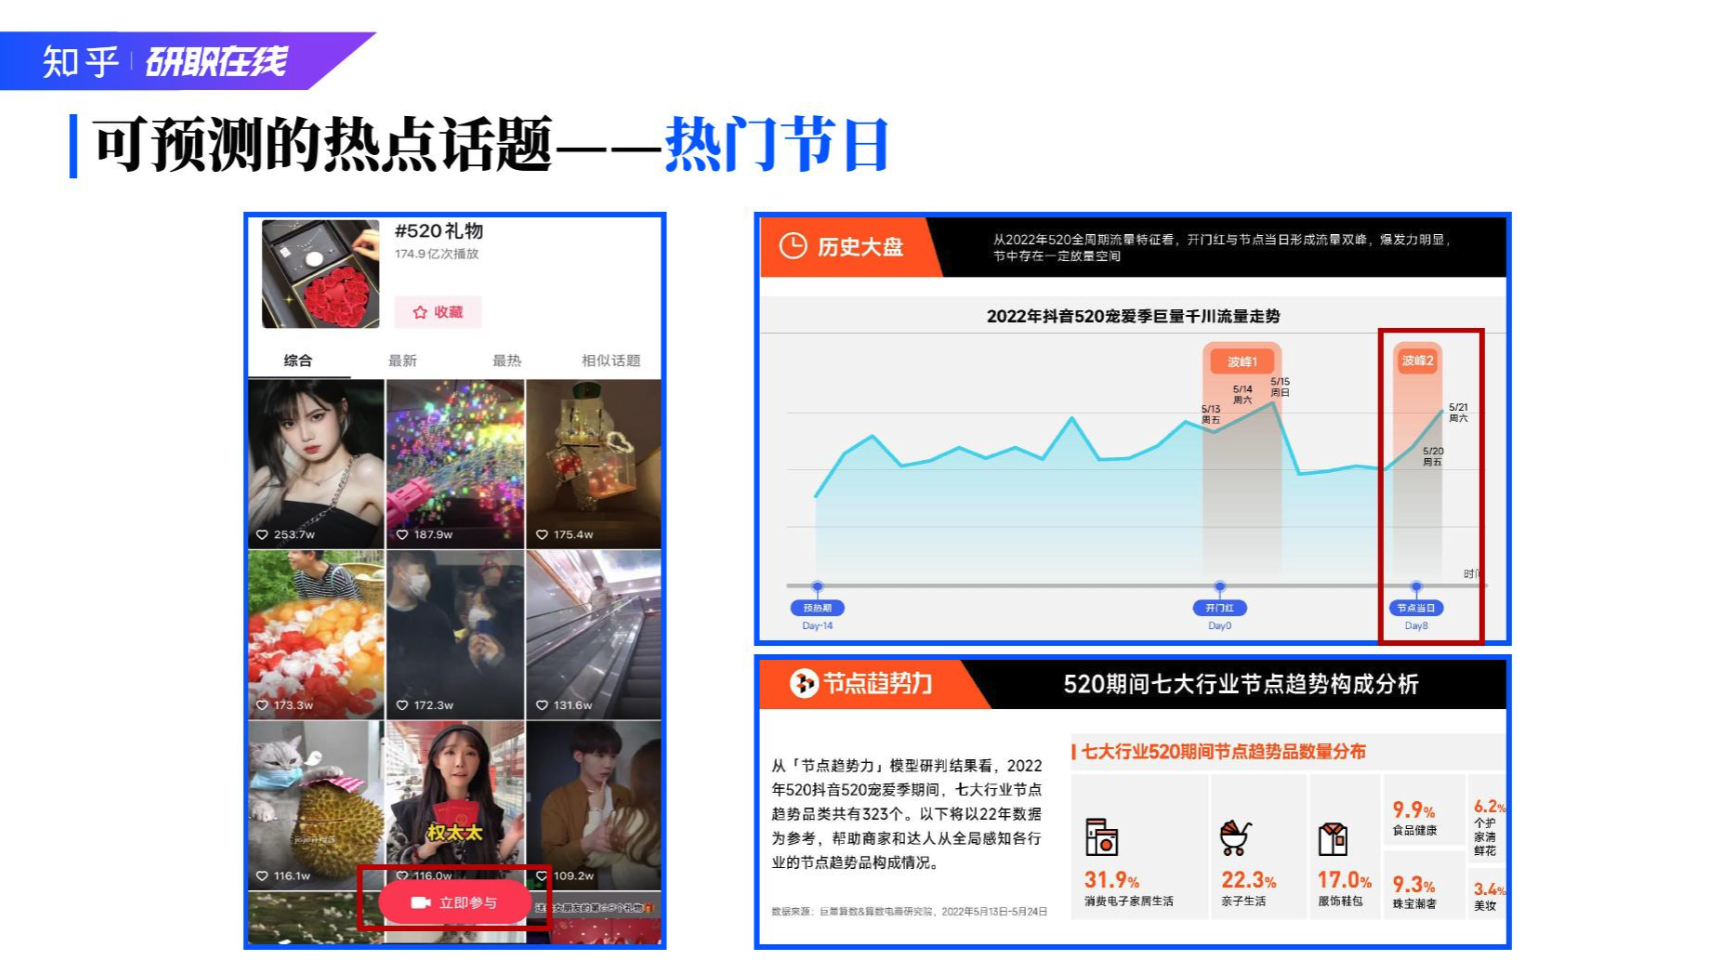 知乎 研职在线
可预测的热点话题——热门节日
#520礼物
174.9亿次播放
收藏
综合 最新 最热 相似话题
253.7w 187.9w 175.4w
173.3w 172.3w 131.6w
权太太
116.1w 116.0w 109.2w
立即参与
历史大盘
从2022年520全周期流量特征看，开门红与节点当日形成流量双峰，爆发力明显，
节中存在一定放量空间
2022年抖音520宠爱季巨量千川流量走势
波峰1
波峰2
5/13
周五
5/14
周六
5/15
周日
5/20
周五
5/21
周六
时间
预热期
Day-14
开门红
Day0
节点当日
Day8
节点趋势力
520期间七大行业节点趋势构成分析
从「节点趋势力」模型研判结果看，2022
年520抖音520宠爱季期间，七大行业节点
趋势品类共有323个。以下将以22年数据
为参考，帮助商家和达人从全局感知各行
业的节点趋势品构成情况。
数据来源：巨量算数&算数电商研究院，2022年5月13日-5月24日
七大行业520期间节点趋势品数量分布
31.9%
消费电子家居生活
22.3%
亲子生活
17.0%
服饰鞋包
9.9%
食品健康
9.3%
珠宝潮奢
6.2%
个护
家清
鲜花
3.4%
美妆